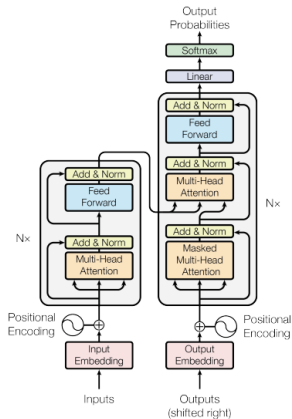 Output
Probabilities
Softmax
Linear
Add & Norm
Feed
Forward
Add & Norm
Multi-Head
Attention
Add & Norm
Masked
Multi-Head
Attention
N×
Positional
Encoding
Output
Embedding
Outputs
(shifted right)
Add & Norm
Feed
Forward
N×
Add & Norm
Multi-Head
Attention
Positional
Encoding
Input
Embedding
Inputs